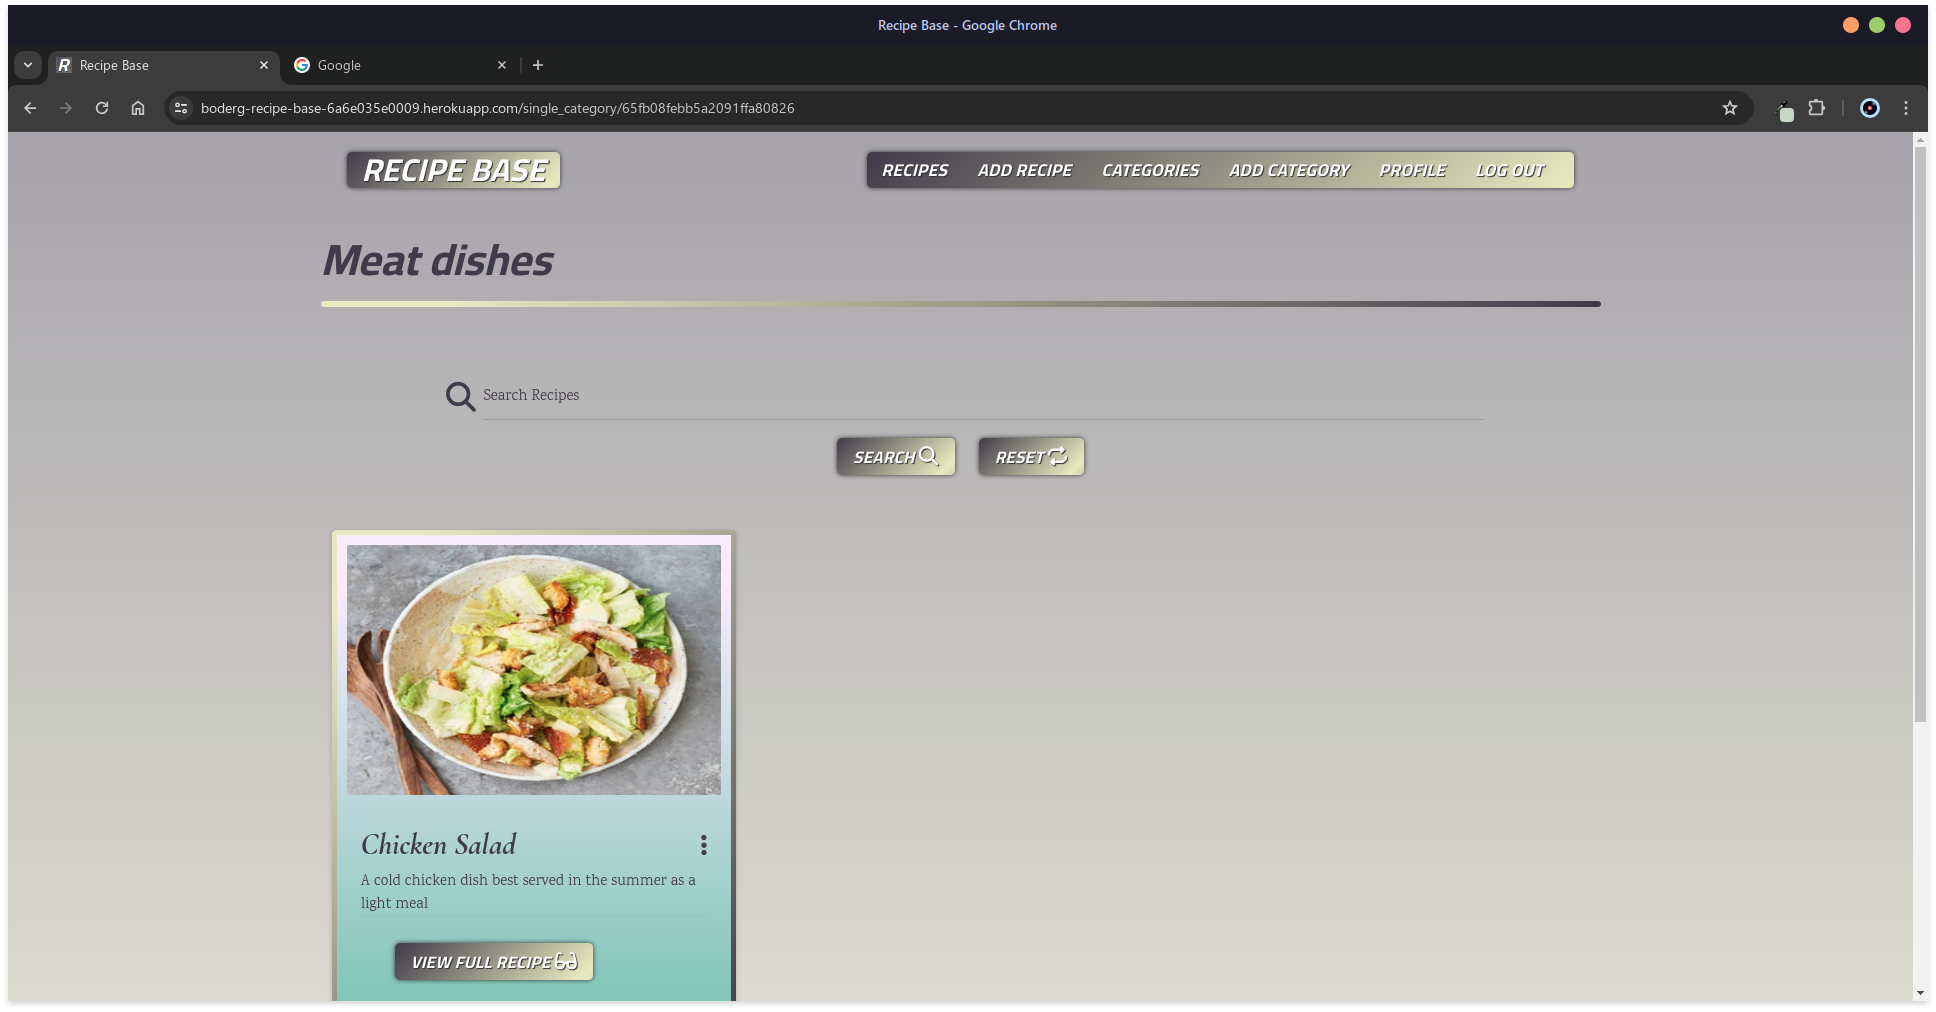 Recipe Base - Google Chrome
Recipe Base
Google
boderg-recipe-base-6a6e035e0009.herokuapp.com/single_category/65fb08febb5a2091ffa80826
RECIPE BASE
RECIPES ADD RECIPE CATEGORIES ADD CATEGORY PROFILE LOG OUT
Meat dishes
Search Recipes
SEARCH RESET
Chicken Salad
A cold chicken dish best served in the summer as a
light meal
VIEW FULL RECIPE